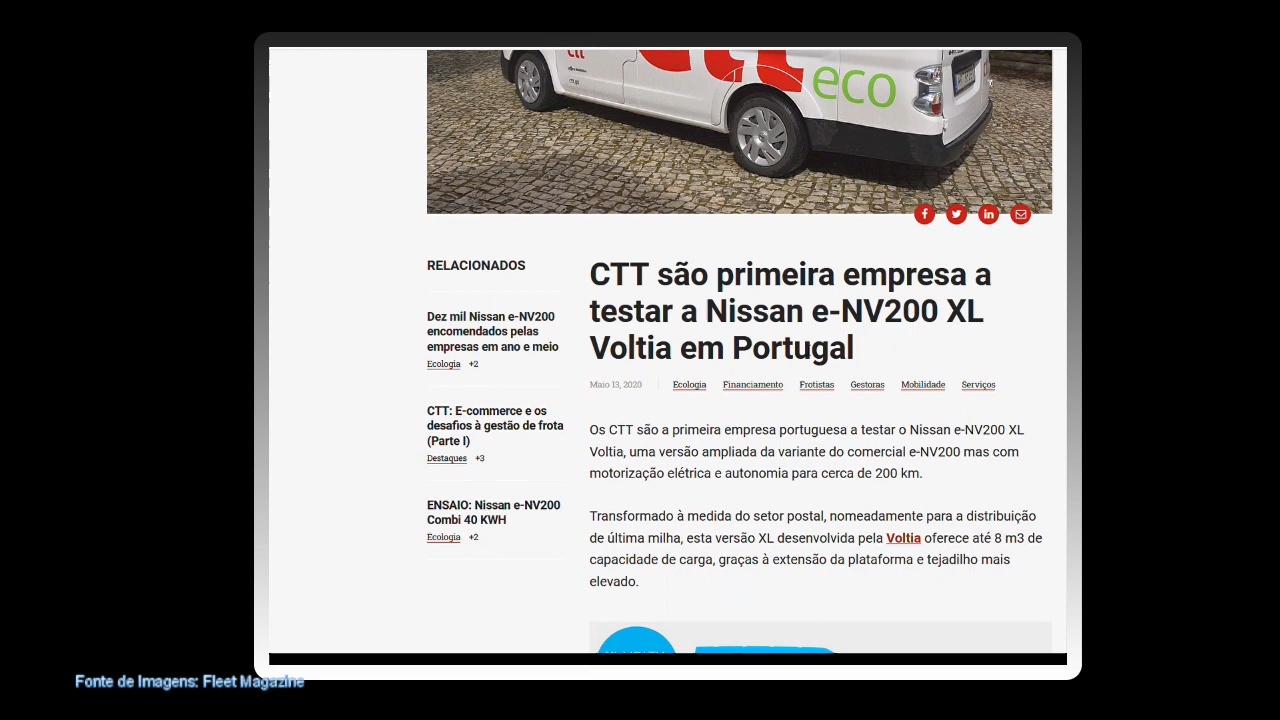 ctt
ctt.pt
ctt
eco
RELACIONADOS
Dez mil Nissan e-NV200
encomendados pelas
empresas em ano e meio
Ecologia +2
CTT: E-commerce e os
desafios à gestão de frota
(Parte I)
Destaques +3
ENSAIO: Nissan e-NV200
Combi 40 KWH
Ecologia +2
CTT são primeira empresa a
testar a Nissan e-NV200 XL
Voltia em Portugal
Maio 13, 2020 Ecologia Financiamento Frotistas Gestoras Mobilidade Serviços
Os CTT são a primeira empresa portuguesa a testar o Nissan e-NV200 XL
Voltia, uma versão ampliada da variante do comercial e-NV200 mas com
motorização elétrica e autonomia para cerca de 200 km.
Transformado à medida do setor postal, nomeadamente para a distribuição
de última milha, esta versão XL desenvolvida pela Voltia oferece até 8 m3 de
capacidade de carga, graças à extensão da plataforma e tejadilho mais
elevado.
Fonte de Imagens: Fleet Magazine